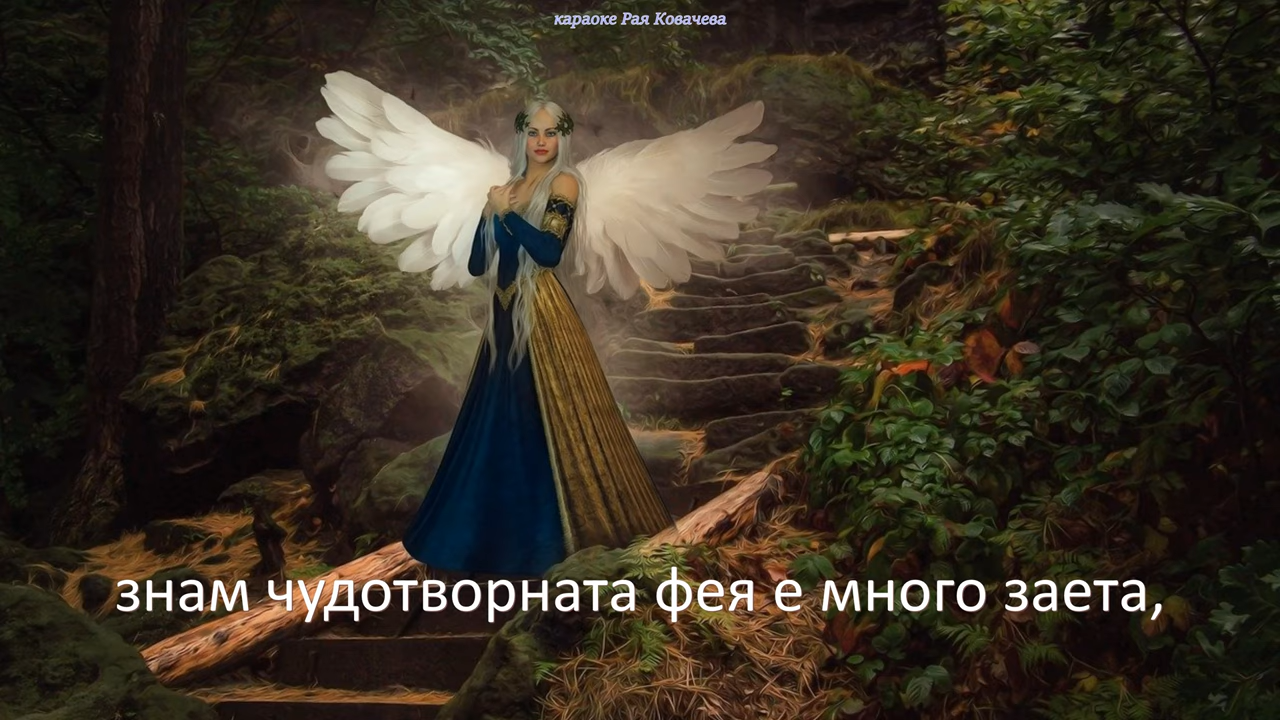 караоке Рая Ковачева
знам чудотворната фея е много заета,